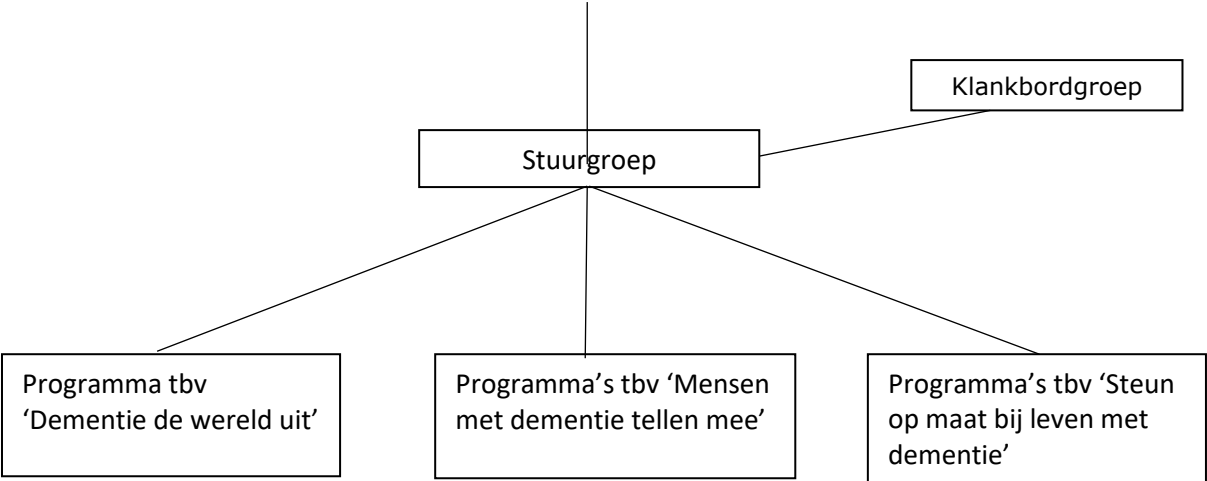 Klankbordgroep
Stuurgroep
Programma tbv
‘Dementie de wereld uit’
Programma’s tbv ‘Mensen
met dementie tellen mee’
Programma’s tbv ‘Steun
op maat bij leven met
dementie’